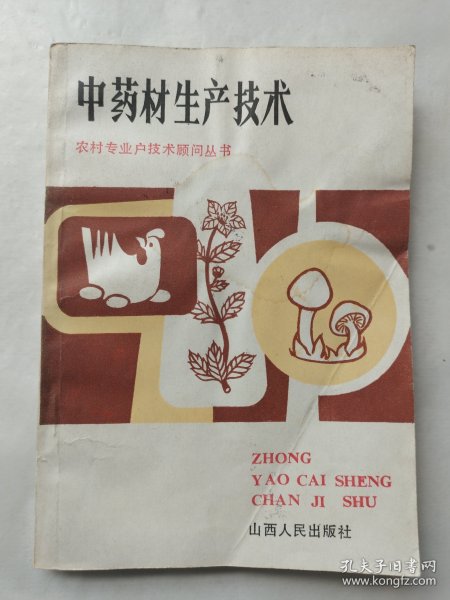 中药材生产技术
农村专业户技术顾问丛书
ZHONG
YAO CAI SHENG
CHAN JI SHU
山西人民出版社
孔夫子旧书网
www.kongfz.com